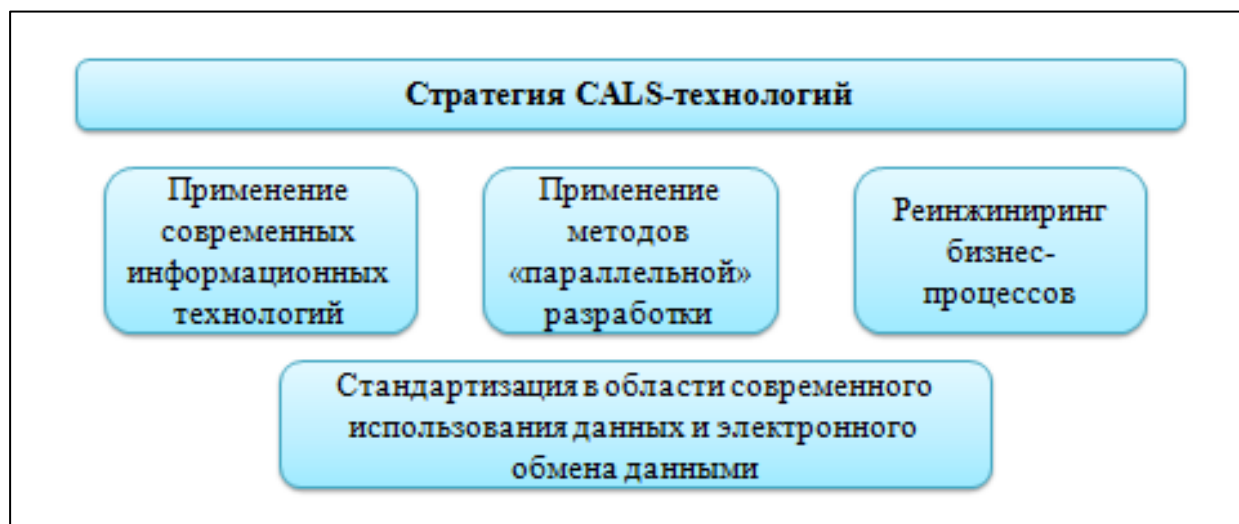 Стратегия CALS-технологий
Применение
современных
информационных
технологий
Применение
методов
«параллельной»
разработки
Реинжиниринг
бизнес-
процессов
Стандартизация в области современного
использования данных и электронного
обмена данными